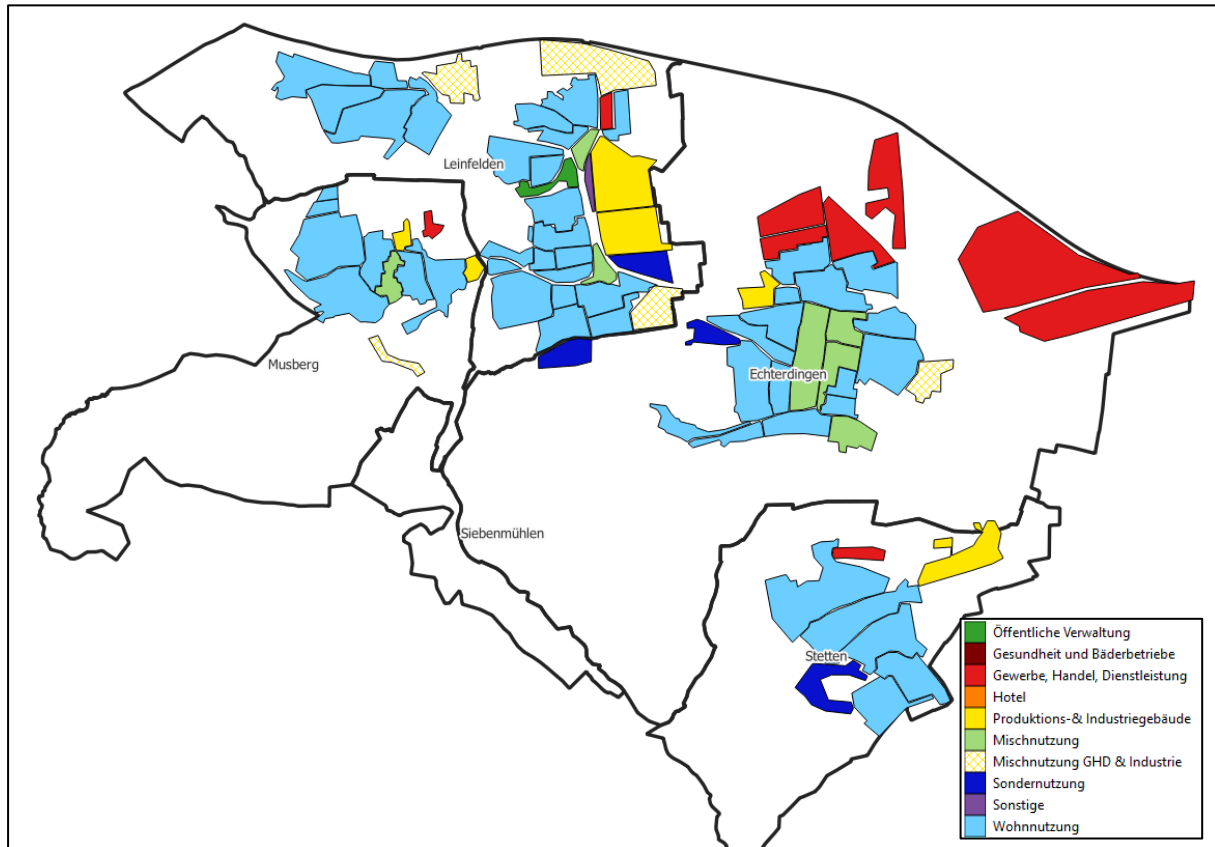 Leinfelden
Musberg
Echterdingen
Siebenmühlen
Stetten
Öffentliche Verwaltung
Gesundheit und Bäderbetriebe
Gewerbe, Handel, Dienstleistung
Hotel
Produktions-& Industriegebäude
Mischnutzung
Mischnutzung GHD & Industrie
Sondernutzung
Sonstige
Wohnnutzung